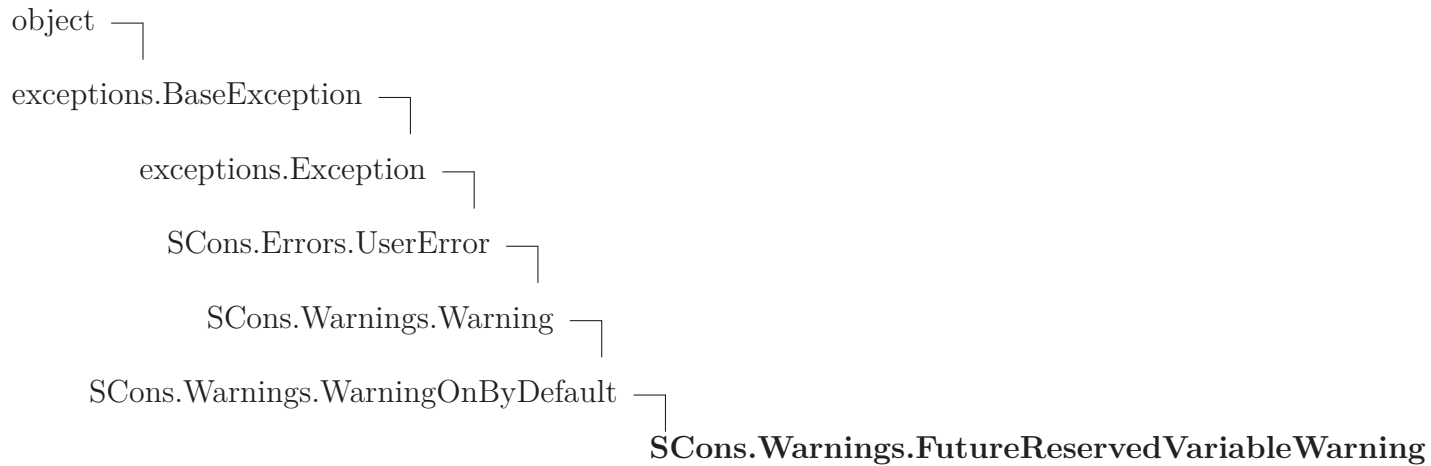 object
exceptions.BaseException
exceptions.Exception
SCons.Errors.UserError
SCons.Warnings.Warning
SCons.Warnings.WarningOnByDefault
SCons.Warnings.FutureReservedVariableWarning